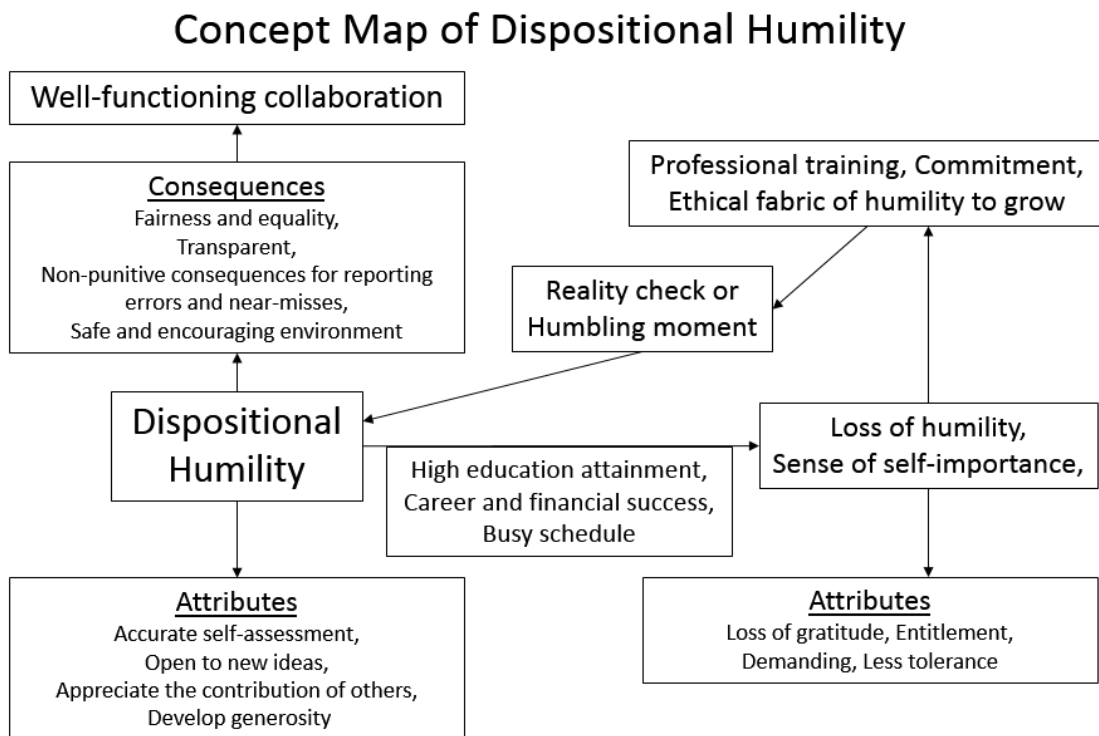 Concept Map of Dispositional Humility
Well-functioning collaboration
Consequences
Fairness and equality,
Transparent,
Non-punitive consequences for reporting
errors and near-misses,
Safe and encouraging environment
Professional training, Commitment,
Ethical fabric of humility to grow
Reality check or
Humbling moment
Dispositional
Humility
High education attainment,
Career and financial success,
Busy schedule
Loss of humility,
Sense of self-importance,
Attributes
Accurate self-assessment,
Open to new ideas,
Appreciate the contribution of others,
Develop generosity
Attributes
Loss of gratitude, Entitlement,
Demanding, Less tolerance